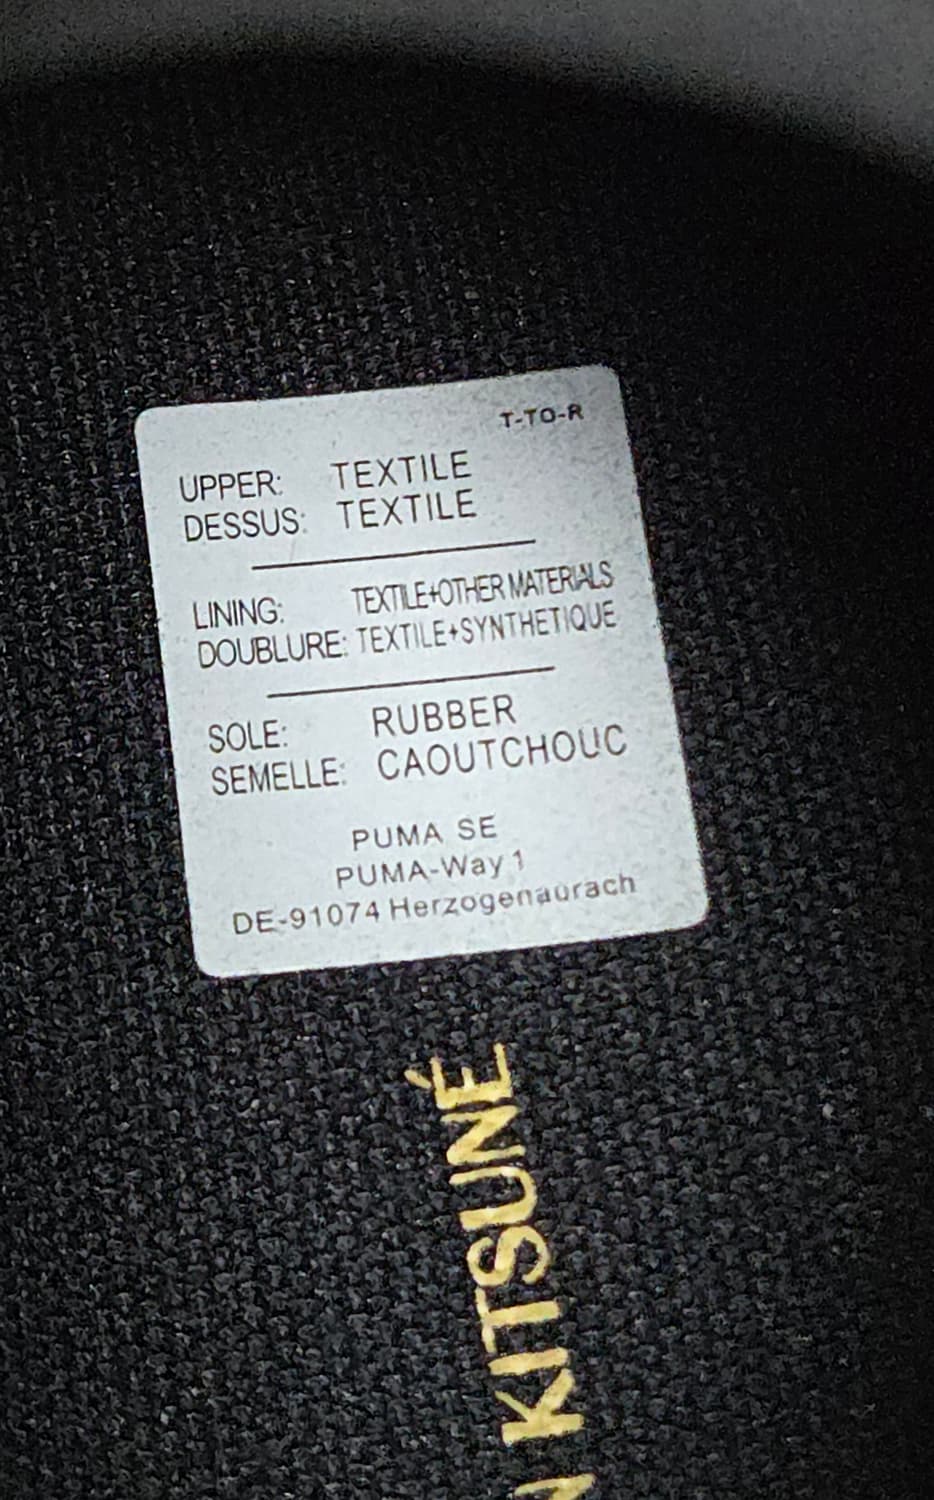 T-TO-R
UPPER: TEXTILE
DESSUS: TEXTILE
LINING: TEXTILE+OTHER MATERIALS
DOUBLURE: TEXTILE+SYNTHETIQUE
SOLE: RUBBER
SEMELLE: CAOUTCHOUC
PUMA SE
PUMA-Way 1
DE-91074 Herzogenaurach
KITSUNÉ